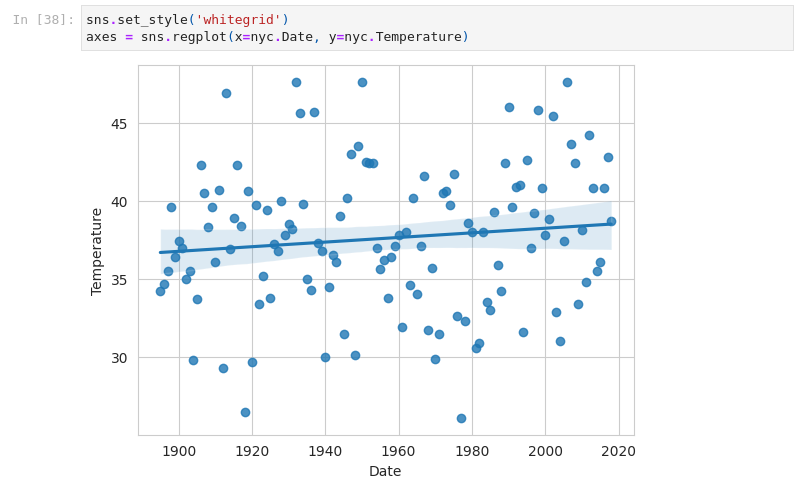 In [38]: sns.set_style('whitegrid')
axes = sns.regplot(x=nyc.Date, y=nyc.Temperature)
45
40
35
30
Temperature
1900 1920 1940 1960 1980 2000 2020
Date